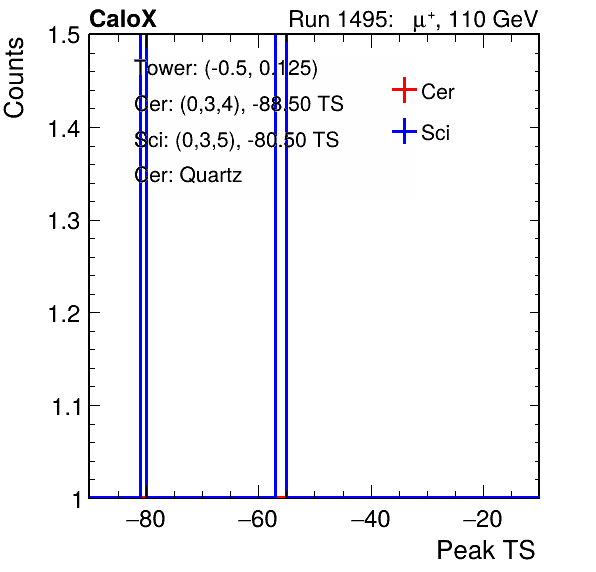 CaloX
Run 1495: μ⁺, 110 GeV
Counts
1.5
1.4
1.3
1.2
1.1
1
Tower: (-0.5, 0.125)
Cer: (0,3,4), -88.50 TS
Sci: (0,3,5), -80.50 TS
Cer: Quartz
Cer
Sci
−80
−60
−40
−20
Peak TS